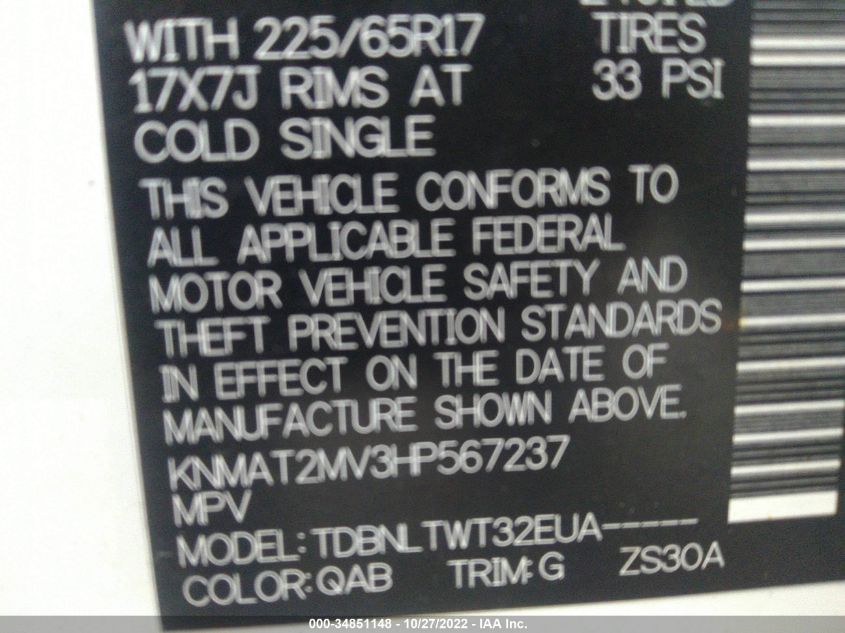 WITH 225/65R17 TIRES
17X7J RIMS AT 33 PSI
COLD SINGLE
THIS VEHICLE CONFORMS TO
ALL APPLICABLE FEDERAL
MOTOR VEHICLE SAFETY AND
THEFT PREVENTION STANDARDS
IN EFFECT ON THE DATE OF
MANUFACTURE SHOWN ABOVE.
KNMAT2MV3HP567237
MPV
MODEL: TDBNLTWT32EUA-----
COLOR: QAB TRIM: G ZS30A
000-34851148 - 10/27/2022 - IAA Inc.